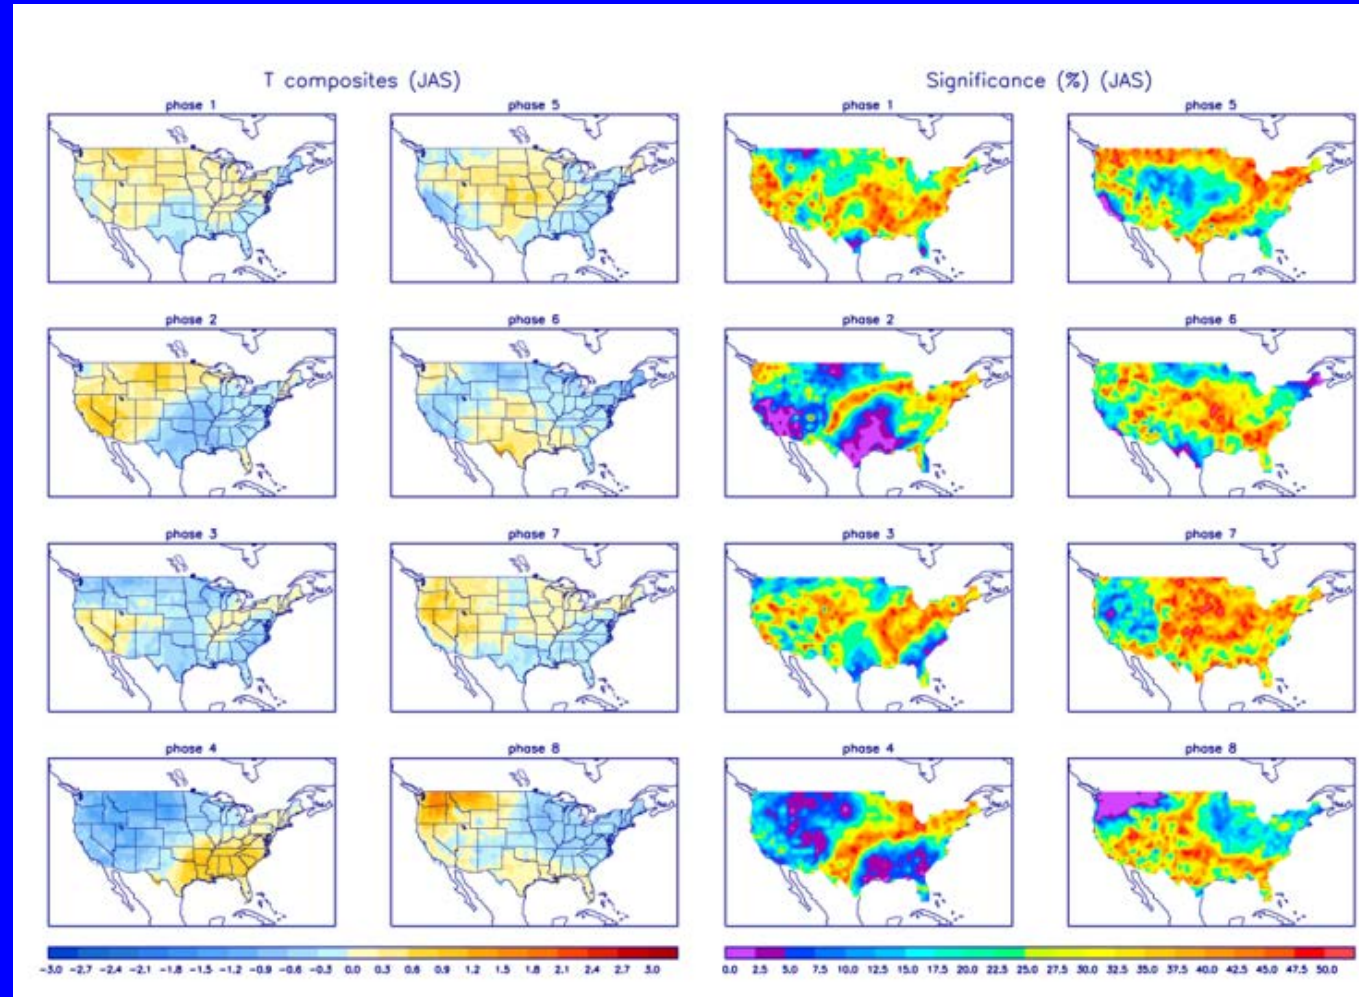 T composites (JAS)
Significance (%) (JAS)
phase 1
phase 5
phase 1
phase 5
phase 2
phase 6
phase 2
phase 6
phase 3
phase 7
phase 3
phase 7
phase 4
phase 8
phase 4
phase 8
-3.0 -2.7 -2.4 -2.1 -1.8 -1.5 -1.2 -0.9 -0.6 -0.3 0.0 0.3 0.6 0.9 1.2 1.5 1.8 2.1 2.4 2.7 3.0
0.0 2.5 5.0 7.5 10.0 12.5 15.0 17.5 20.0 22.5 25.0 27.5 30.0 32.5 35.0 37.5 40.0 42.5 45.0 47.5 50.0